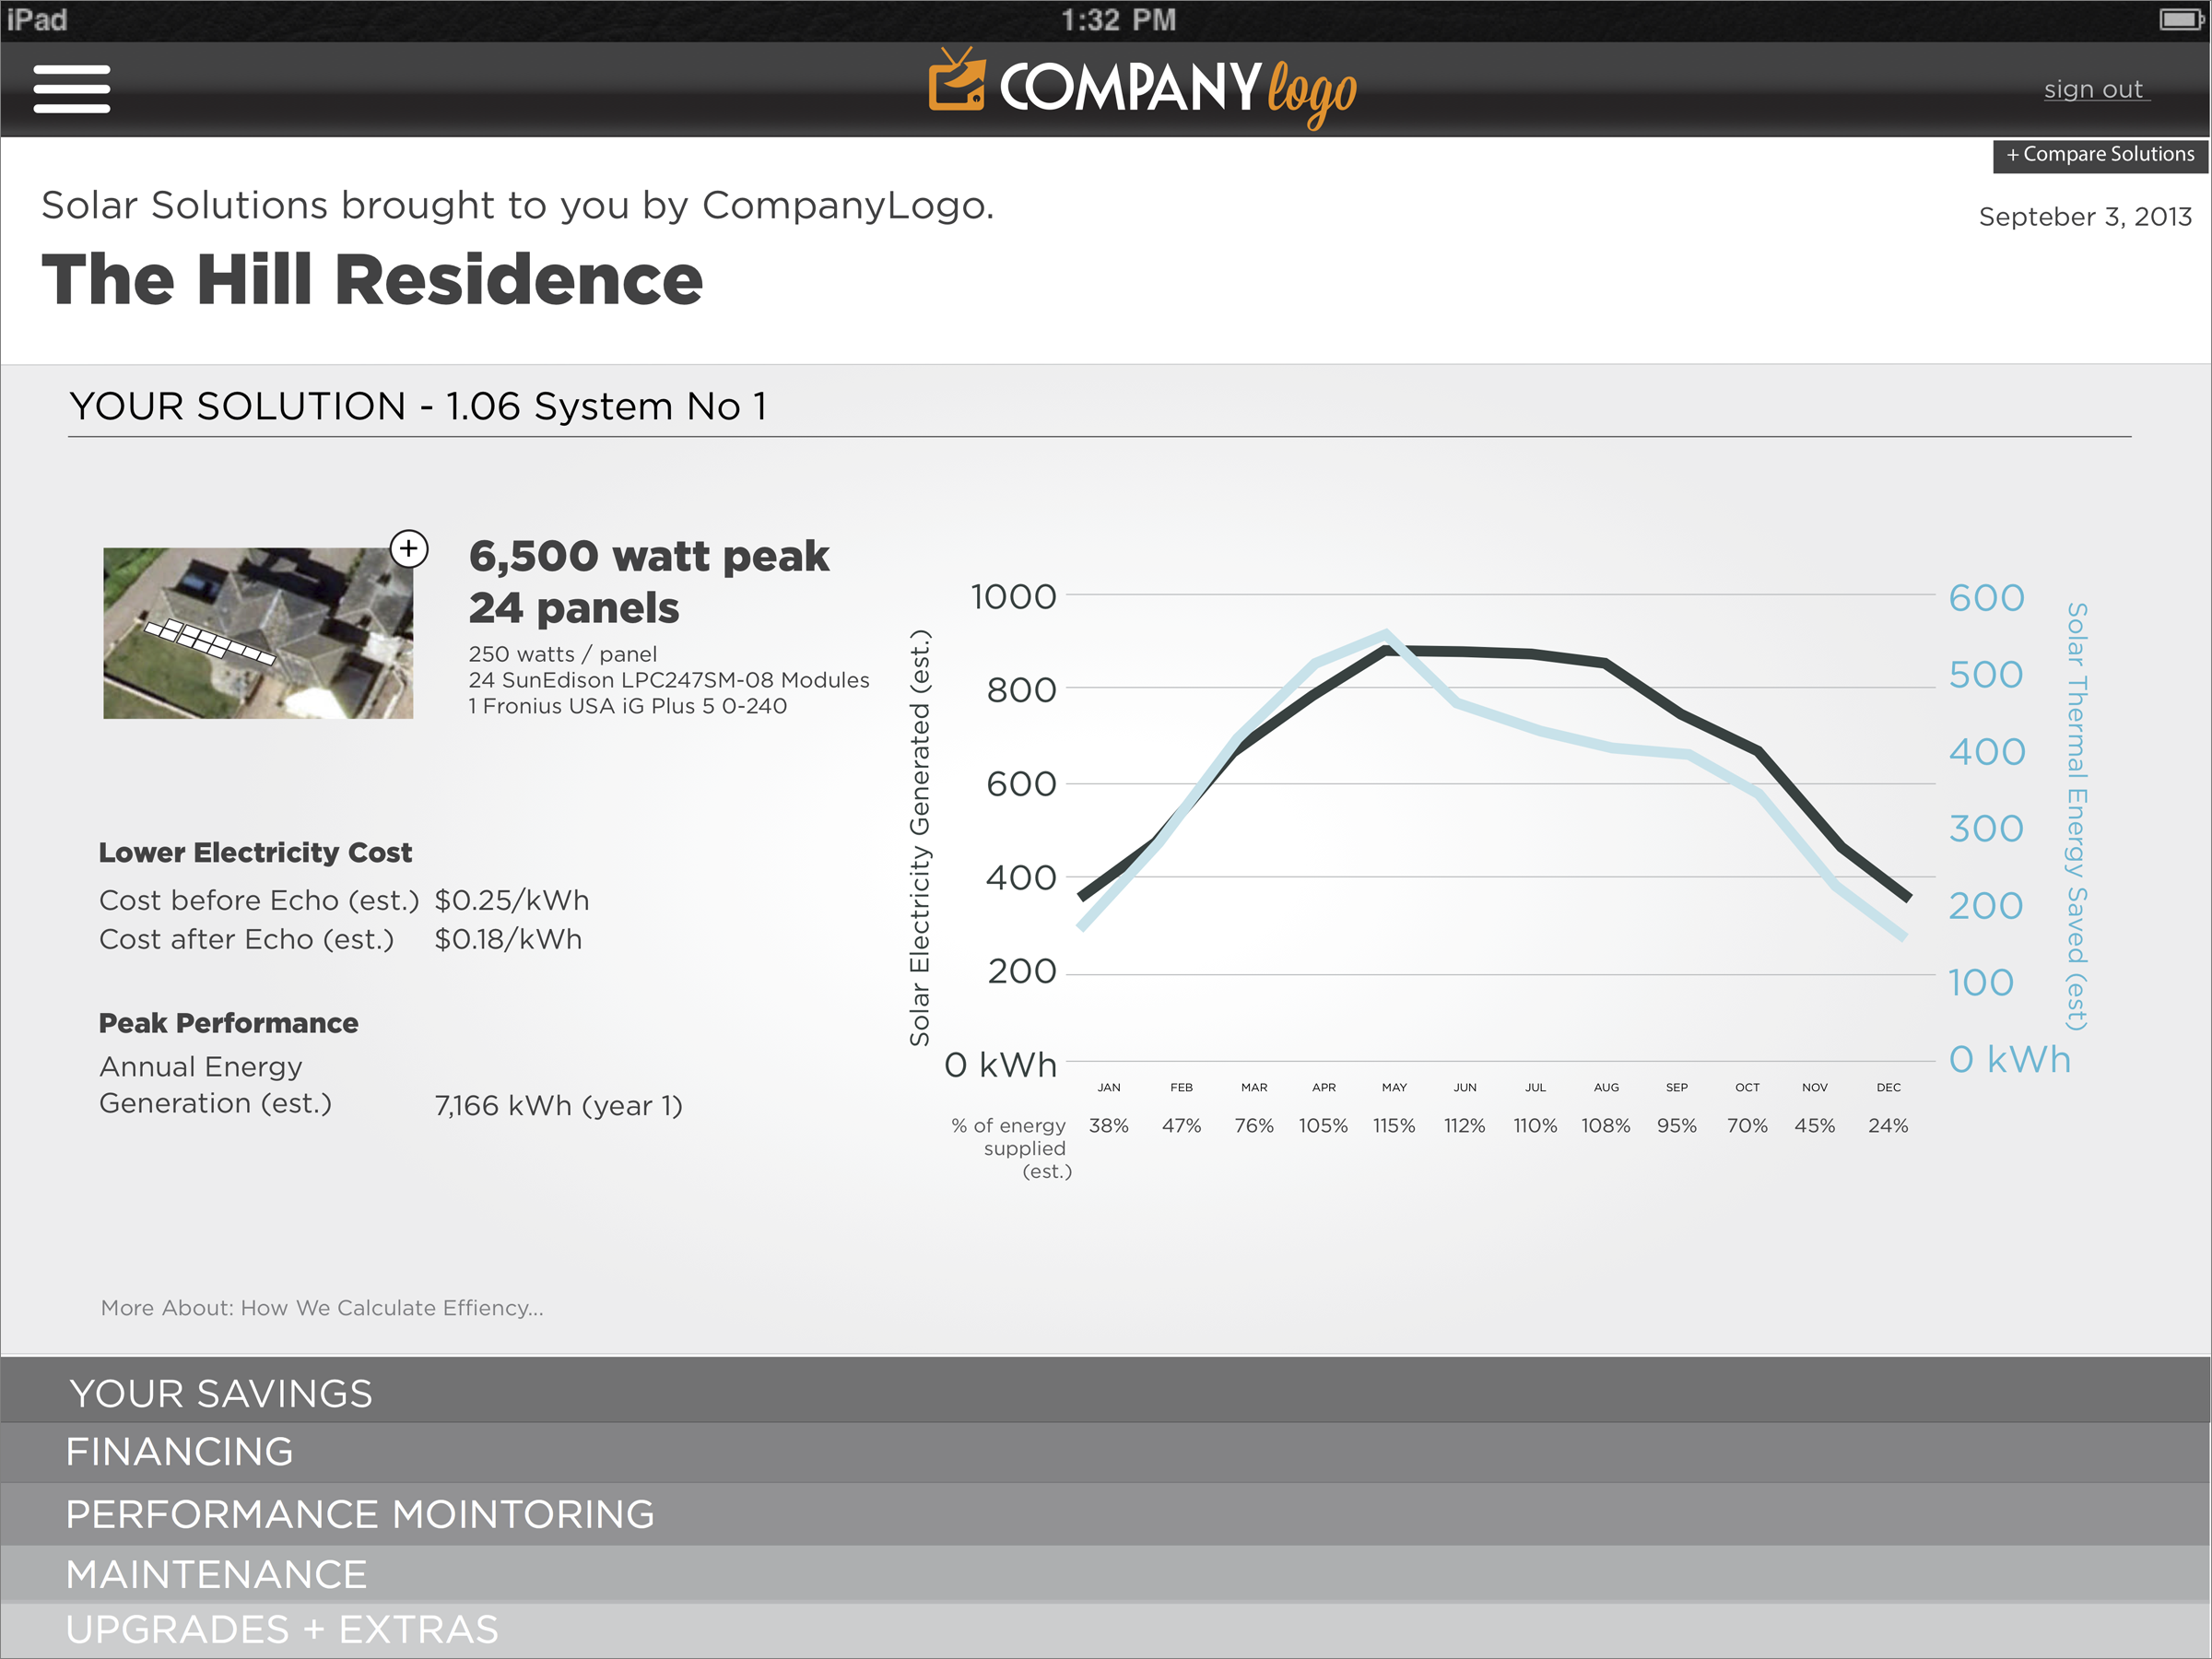 iPad
1:32 PM
COMPANY logo
sign out
+ Compare Solutions
Solar Solutions brought to you by CompanyLogo.
Septeber 3, 2013
The Hill Residence
YOUR SOLUTION - 1.06 System No 1
6,500 watt peak
24 panels
250 watts / panel
24 SunEdison LPC247SM-08 Modules
1 Fronius USA iG Plus 5 0-240
Lower Electricity Cost
Cost before Echo (est.) $0.25/kWh
Cost after Echo (est.) $0.18/kWh
Peak Performance
Annual Energy
Generation (est.) 7,166 kWh (year 1)
Solar Electricity Generated (est.)
1000
800
600
400
200
0 kWh
600
500
400
300
200
100
0 kWh
Solar Thermal Energy Saved (est)
JAN FEB MAR APR MAY JUN JUL AUG SEP OCT NOV DEC
% of energy 38% 47% 76% 105% 115% 112% 110% 108% 95% 70% 45% 24%
supplied
(est.)
More About: How We Calculate Effiency...
YOUR SAVINGS
FINANCING
PERFORMANCE MOINTORING
MAINTENANCE
UPGRADES + EXTRAS